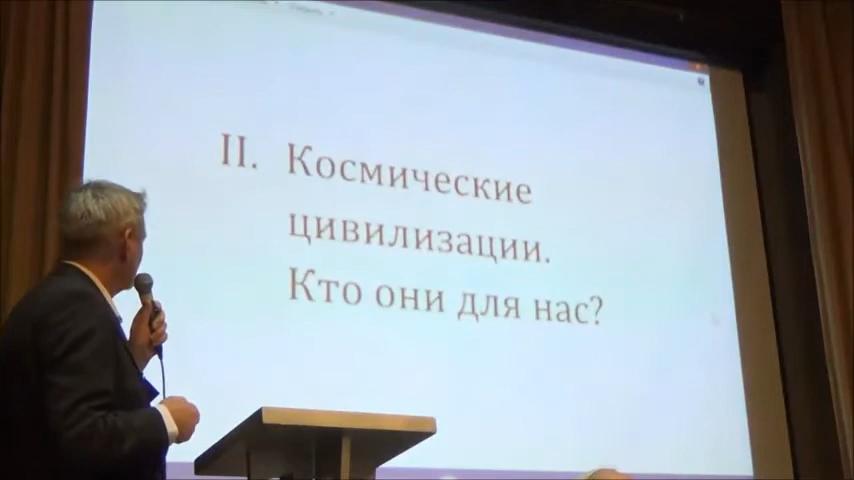 II. Космические
цивилизации.
Кто они для нас?